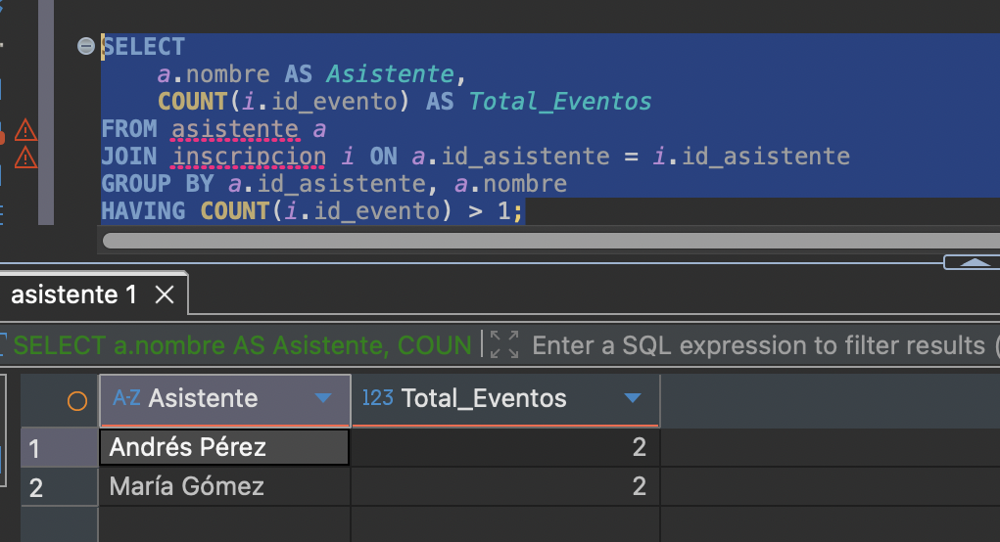 SELECT
a.nombre AS Asistente,
COUNT(i.id_evento) AS Total_Eventos
FROM asistente a
JOIN inscripcion i ON a.id_asistente = i.id_asistente
GROUP BY a.id_asistente, a.nombre
HAVING COUNT(i.id_evento) > 1;
asistente 1
SELECT a.nombre AS Asistente, COUN Enter a SQL expression to filter results (
A-Z Asistente 123 Total_Eventos
1 Andrés Pérez 2
2 María Gómez 2